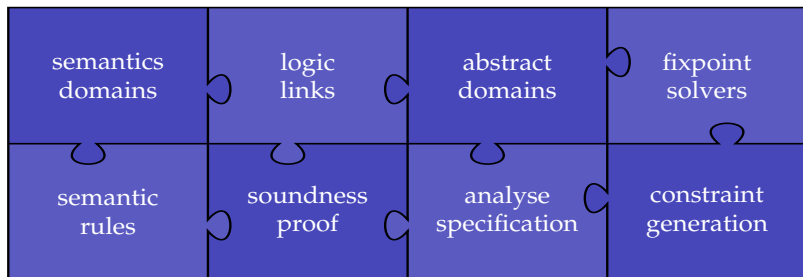 semantics
domains
logic
links
abstract
domains
fixpoint
solvers
semantic
rules
soundness
proof
analyse
specification
constraint
generation